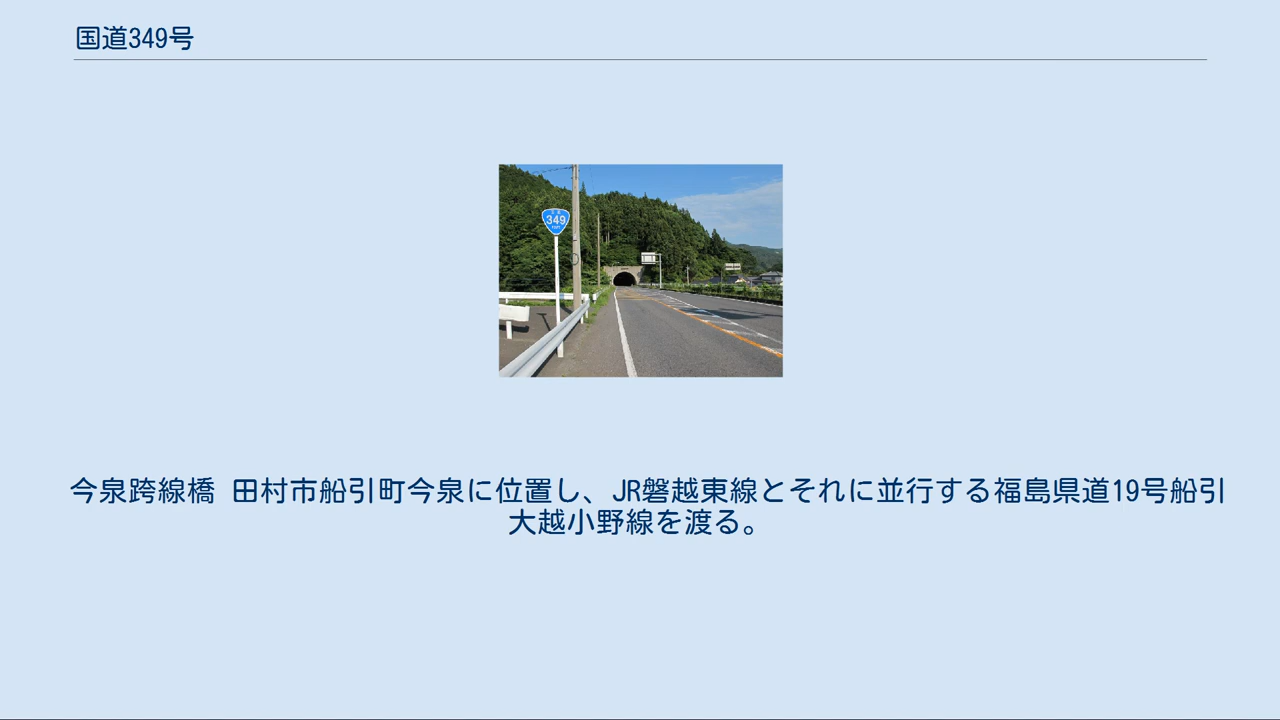 国道349号
349
今泉跨線橋 田村市船引町今泉に位置し、JR磐越東線とそれに並行する福島県道19号船引
大越小野線を渡る。